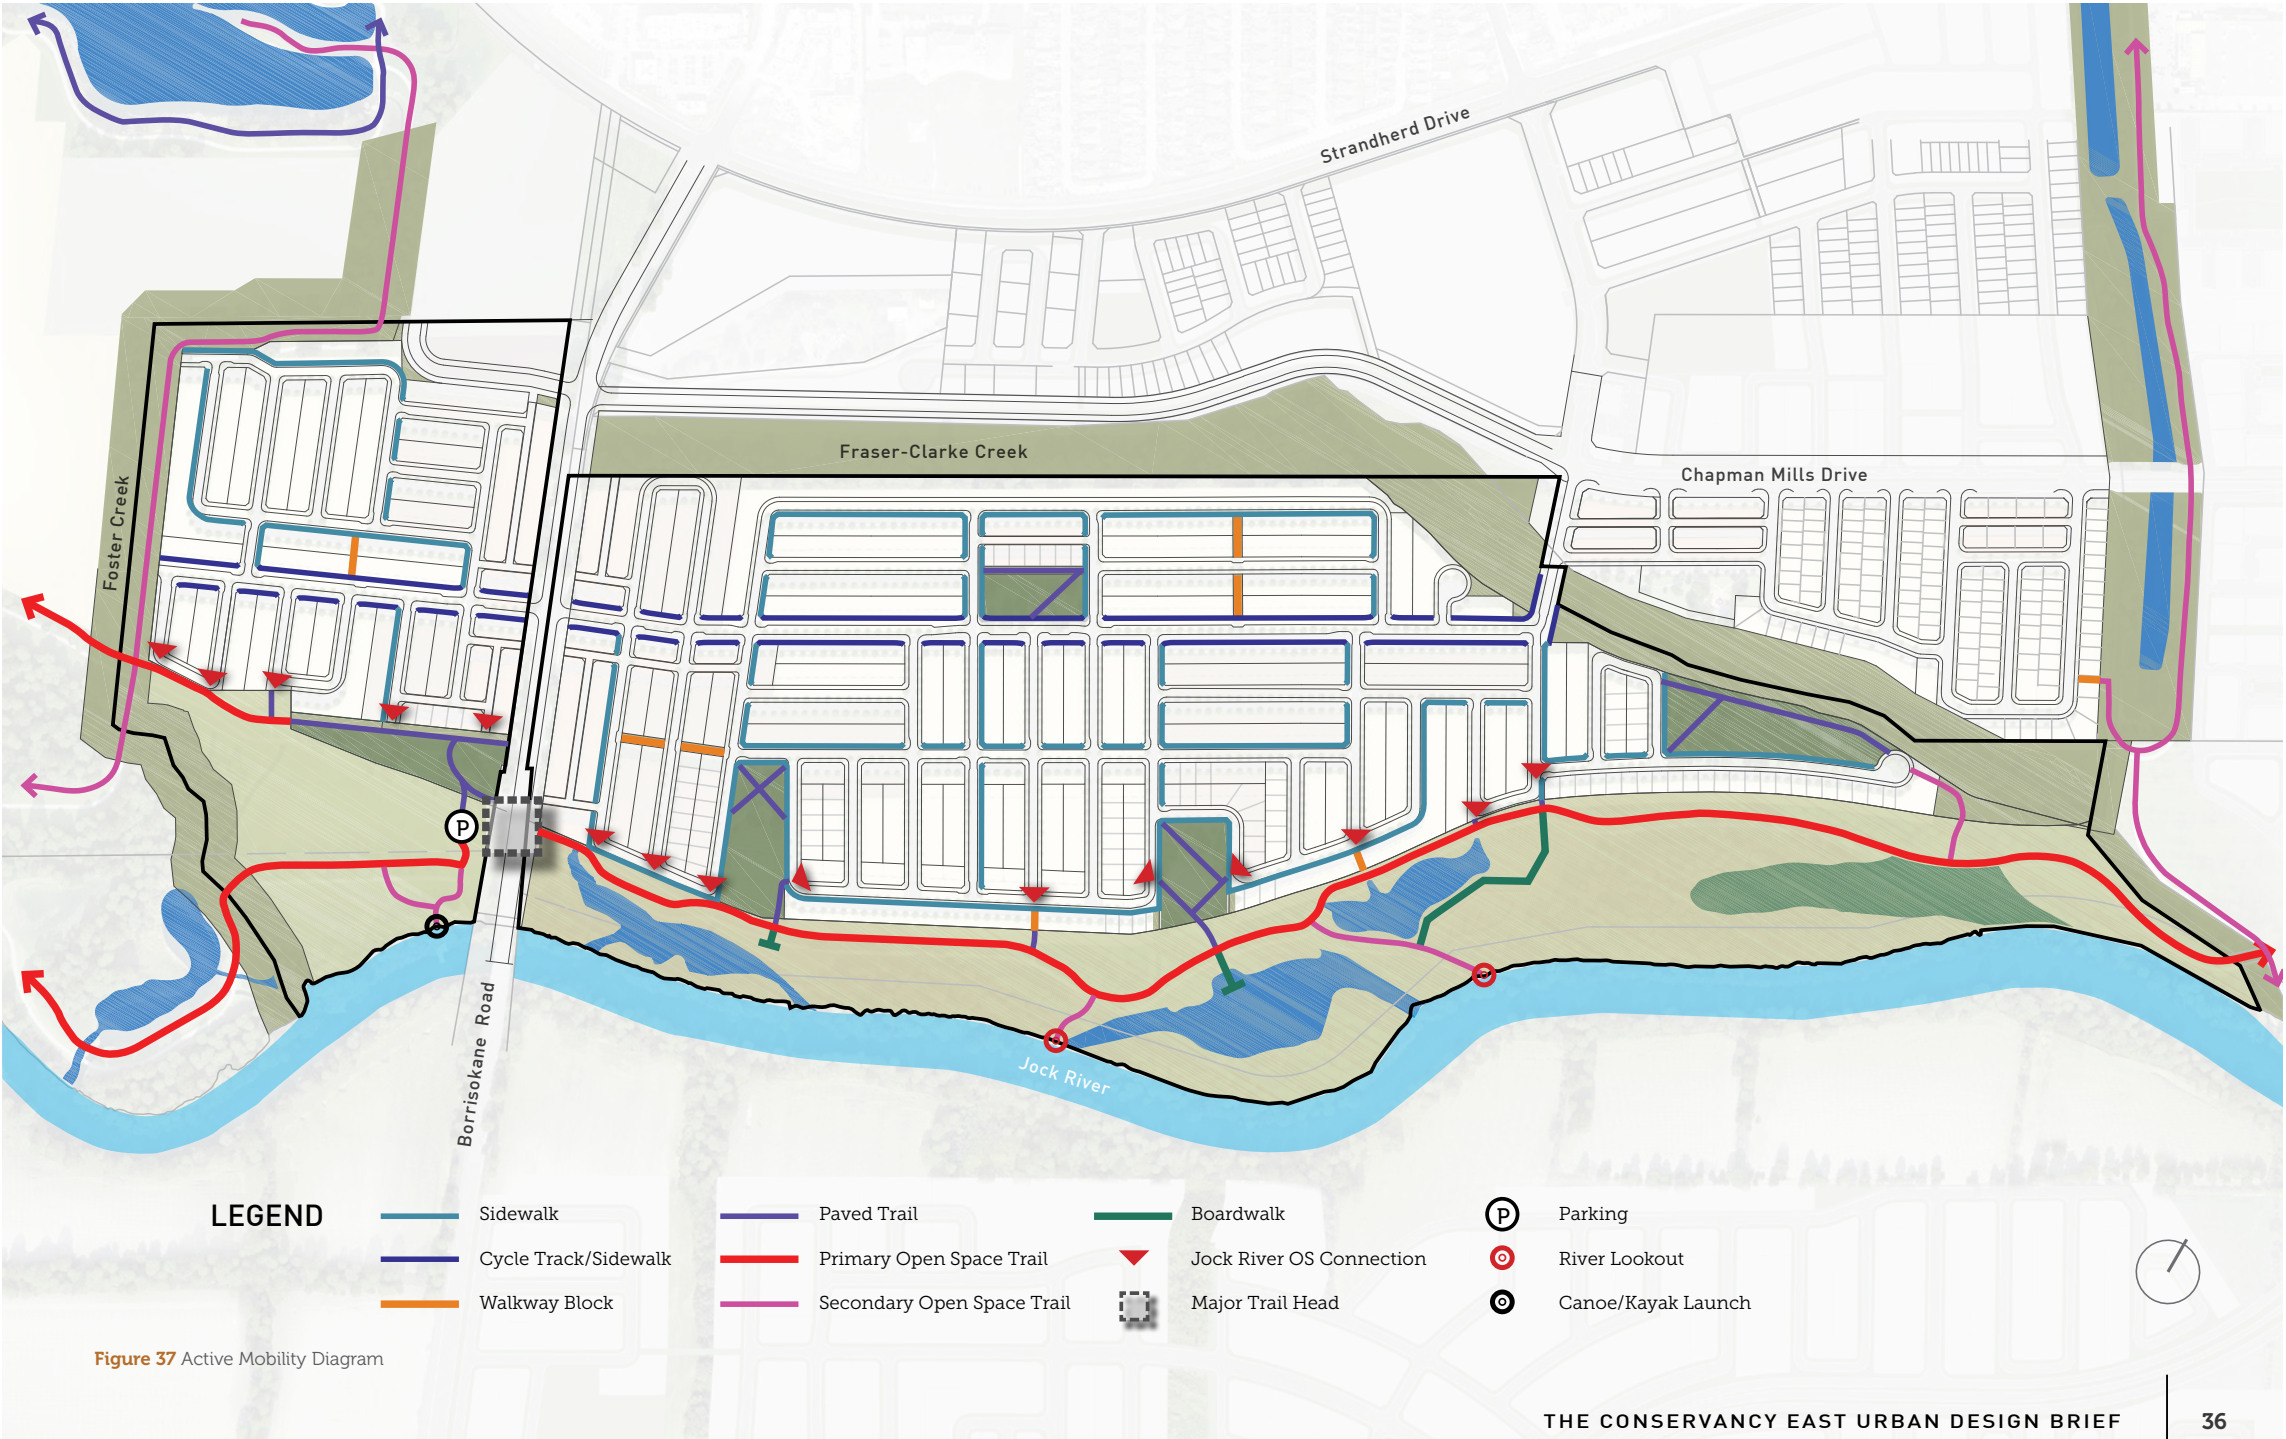 Strandherd Drive
Fraser-Clarke Creek
Chapman Mills Drive
Foster Creek
P
Borrisokane Road
Jock River
LEGEND
Sidewalk
Cycle Track/Sidewalk
Walkway Block
Paved Trail
Primary Open Space Trail
Secondary Open Space Trail
Boardwalk
Jock River OS Connection
Major Trail Head
P Parking
River Lookout
Canoe/Kayak Launch
Figure 37 Active Mobility Diagram
THE CONSERVANCY EAST URBAN DESIGN BRIEF
36